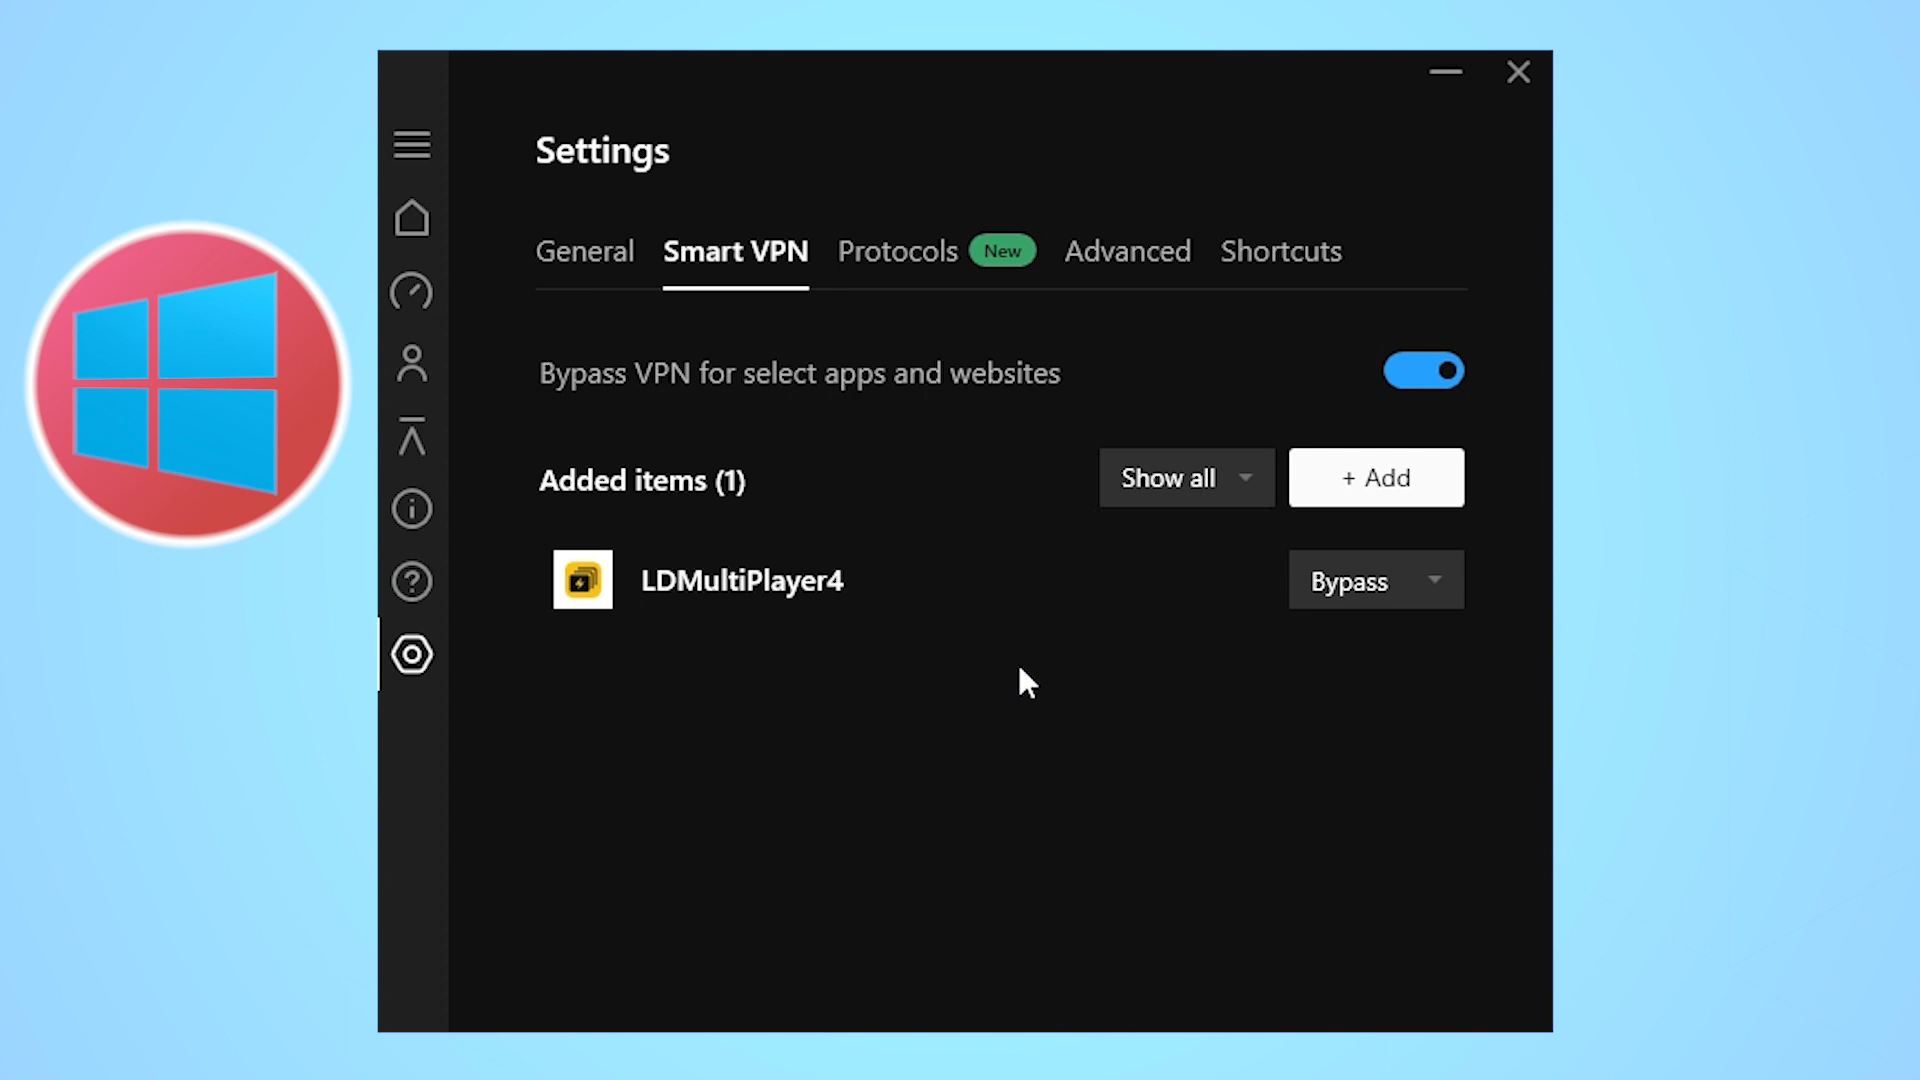 Settings
General Smart VPN Protocols New Advanced Shortcuts
Bypass VPN for select apps and websites
Added items (1) Show all + Add
LDMultiPlayer4 Bypass